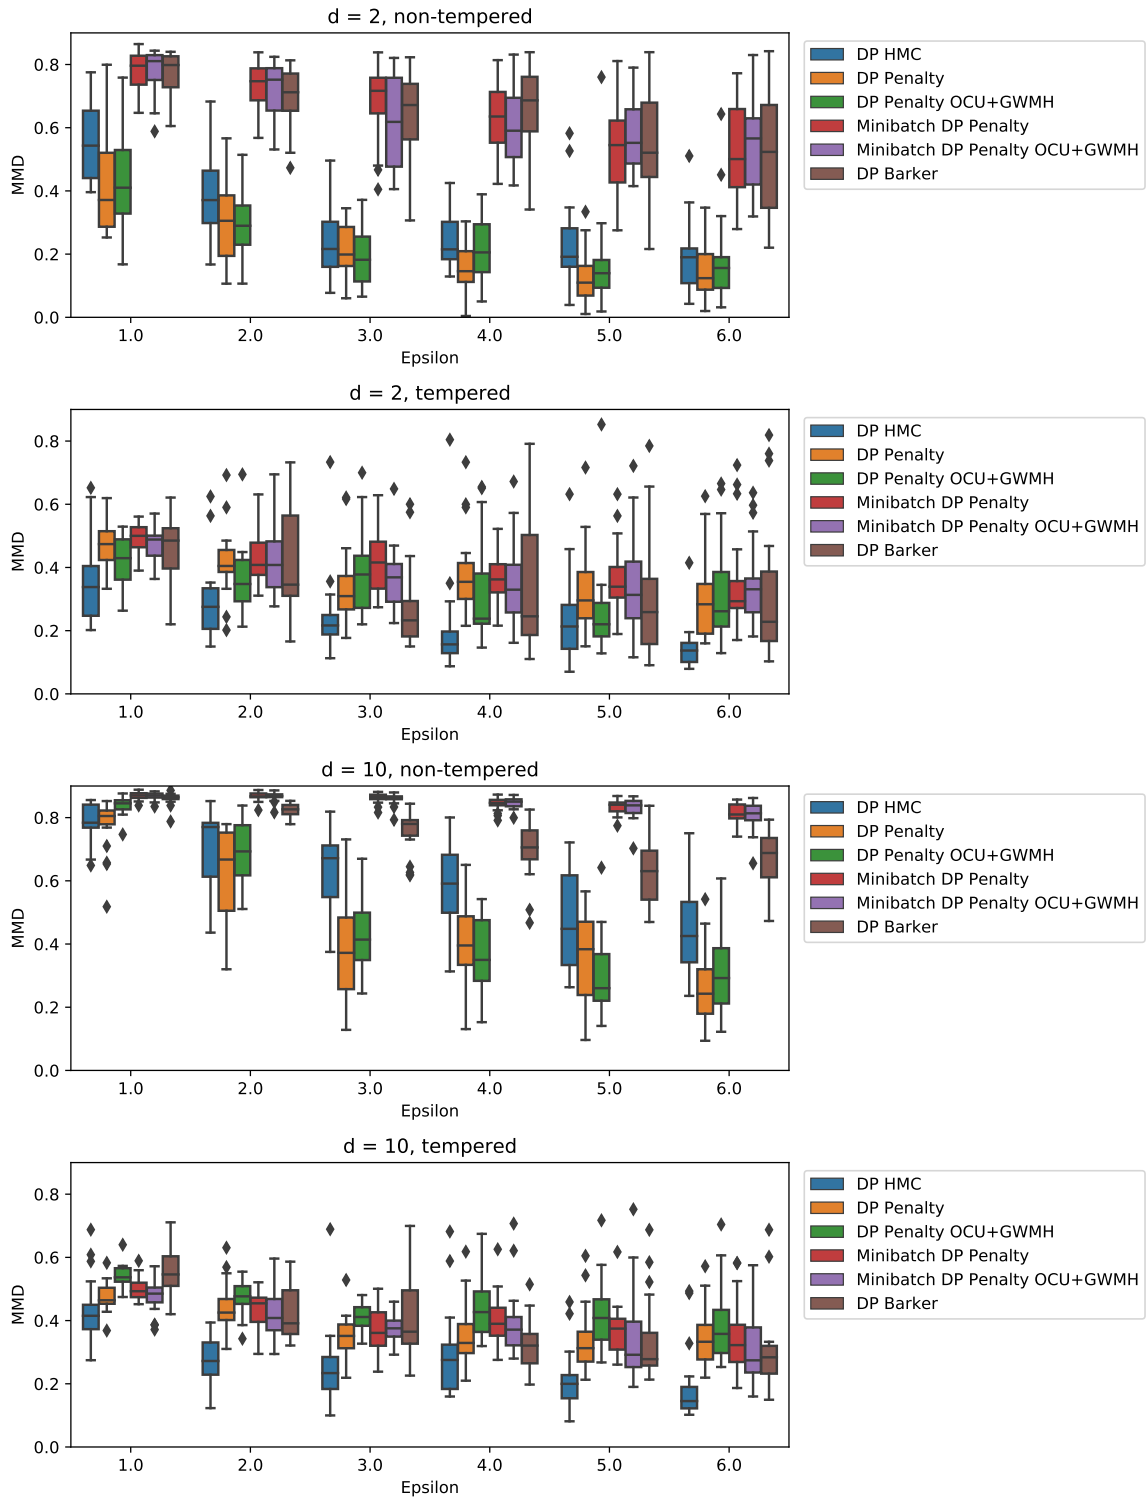 d = 2, non-tempered
MMD
0.8
0.6
0.4
0.2
0.0
1.0 2.0 3.0 4.0 5.0 6.0
Epsilon
DP HMC
DP Penalty
DP Penalty OCU+GWMH
Minibatch DP Penalty
Minibatch DP Penalty OCU+GWMH
DP Barker
d = 2, tempered
MMD
0.8
0.6
0.4
0.2
0.0
1.0 2.0 3.0 4.0 5.0 6.0
Epsilon
DP HMC
DP Penalty
DP Penalty OCU+GWMH
Minibatch DP Penalty
Minibatch DP Penalty OCU+GWMH
DP Barker
d = 10, non-tempered
MMD
0.8
0.6
0.4
0.2
0.0
1.0 2.0 3.0 4.0 5.0 6.0
Epsilon
DP HMC
DP Penalty
DP Penalty OCU+GWMH
Minibatch DP Penalty
Minibatch DP Penalty OCU+GWMH
DP Barker
d = 10, tempered
MMD
0.8
0.6
0.4
0.2
0.0
1.0 2.0 3.0 4.0 5.0 6.0
Epsilon
DP HMC
DP Penalty
DP Penalty OCU+GWMH
Minibatch DP Penalty
Minibatch DP Penalty OCU+GWMH
DP Barker